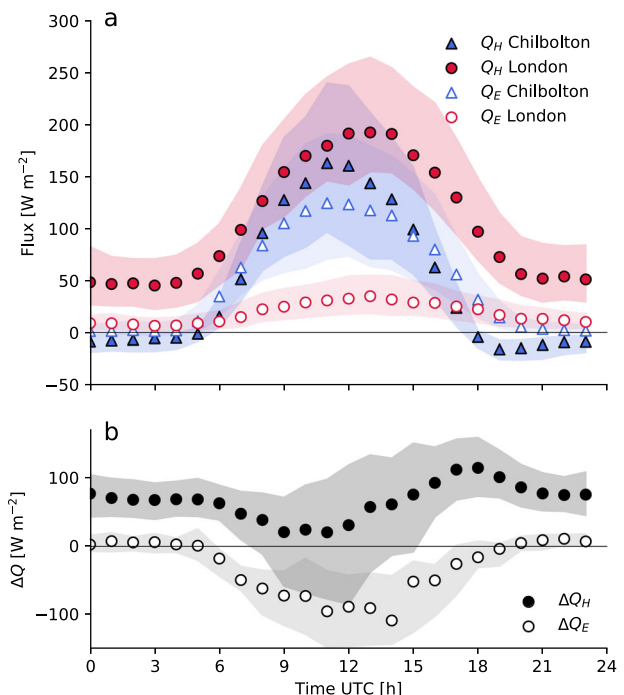 a
300
250
200
150
100
50
0
−50
Flux [W m⁻²]
Q_H Chilbolton
Q_H London
Q_E Chilbolton
Q_E London
b
100
0
−100
ΔQ [W m⁻²]
ΔQ_H
ΔQ_E
0 3 6 9 12 15 18 21 24
Time UTC [h]